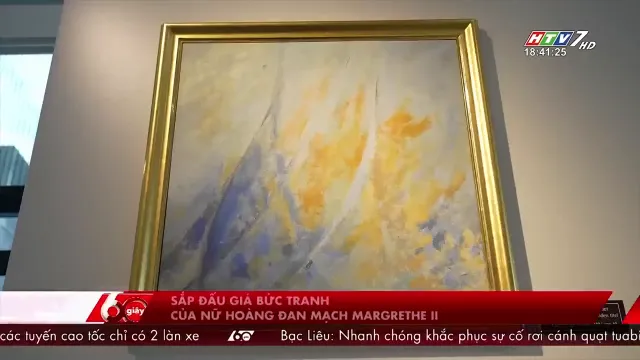 HTV7 HD
18:41:25
60 giây
SẮP ĐẤU GIÁ BỨC TRANH
CỦA NỮ HOÀNG ĐAN MẠCH MARGRETHE II
các tuyến cao tốc chỉ có 2 làn xe
60
Bạc Liêu: Nhanh chóng khắc phục sự cố rơi cánh quạt tuabi